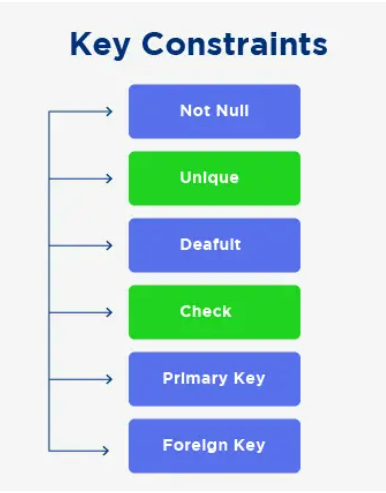 Key Constraints
Not Null
Unique
Deafult
Check
Primary Key
Foreign Key